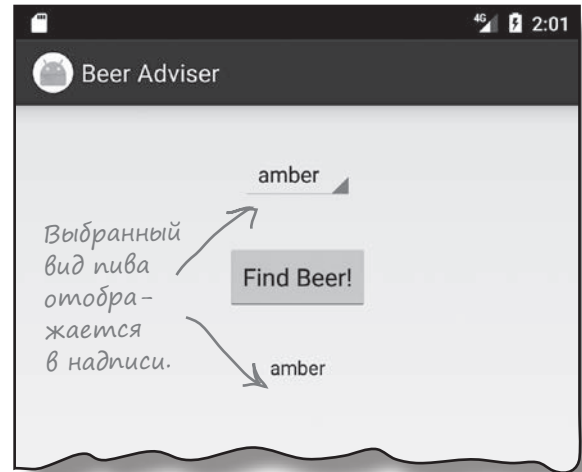 4G 2:01
Beer Adviser
amber
Выбранный
вид пива
отобра-
жается
в надписи.
Find Beer!
amber